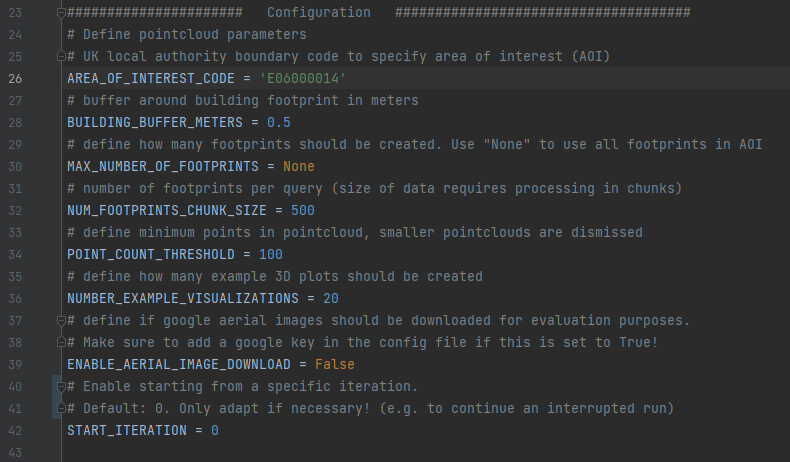 23 ###################### Configuration #####################################
24 # Define pointcloud parameters
25 # UK local authority boundary code to specify area of interest (AOI)
26 AREA_OF_INTEREST_CODE = 'E06000014'
27 # buffer around building footprint in meters
28 BUILDING_BUFFER_METERS = 0.5
29 # define how many footprints should be created. Use "None" to use all footprints in AOI
30 MAX_NUMBER_OF_FOOTPRINTS = None
31 # number of footprints per query (size of data requires processing in chunks)
32 NUM_FOOTPRINTS_CHUNK_SIZE = 500
33 # define minimum points in pointcloud, smaller pointclouds are dismissed
34 POINT_COUNT_THRESHOLD = 100
35 # define how many example 3D plots should be created
36 NUMBER_EXAMPLE_VISUALIZATIONS = 20
37 # define if google aerial images should be downloaded for evaluation purposes.
38 # Make sure to add a google key in the config file if this is set to True!
39 ENABLE_AERIAL_IMAGE_DOWNLOAD = False
40 # Enable starting from a specific iteration.
41 # Default: 0. Only adapt if necessary! (e.g. to continue an interrupted run)
42 START_ITERATION = 0
43